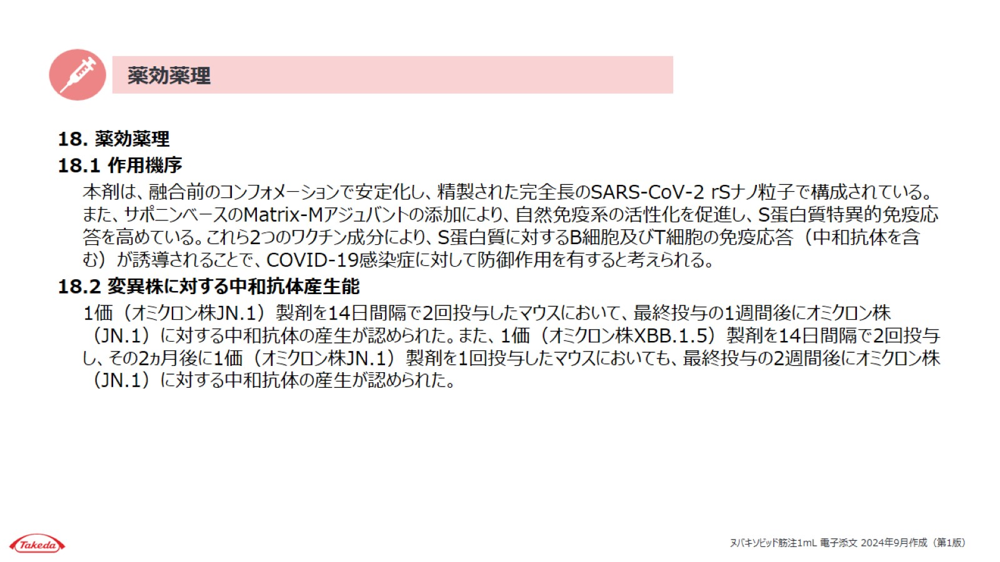 薬効薬理
18. 薬効薬理
18.1 作用機序
本剤は、融合前のコンフォメーションで安定化し、精製された完全長のSARS-CoV-2 rSナノ粒子で構成されている。
また、サポニンベースのMatrix-Mアジュバントの添加により、自然免疫系の活性化を促進し、S蛋白質特異的免疫応
答を高めている。これら2つのワクチン成分により、S蛋白質に対するB細胞及びT細胞の免疫応答（中和抗体を含
む）が誘導されることで、COVID-19感染症に対して防御作用を有すると考えられる。
18.2 変異株に対する中和抗体産生能
1価（オミクロン株JN.1）製剤を14日間隔で2回投与したマウスにおいて、最終投与の1週間後にオミクロン株
（JN.1）に対する中和抗体の産生が認められた。また、1価（オミクロン株XBB.1.5）製剤を14日間隔で2回投与
し、その2ヵ月後に1価（オミクロン株JN.1）製剤を1回投与したマウスにおいても、最終投与の2週間後にオミクロン株
（JN.1）に対する中和抗体の産生が認められた。
Takeda
ヌバキソビッド筋注1mL 電子添文 2024年9月作成（第1版）